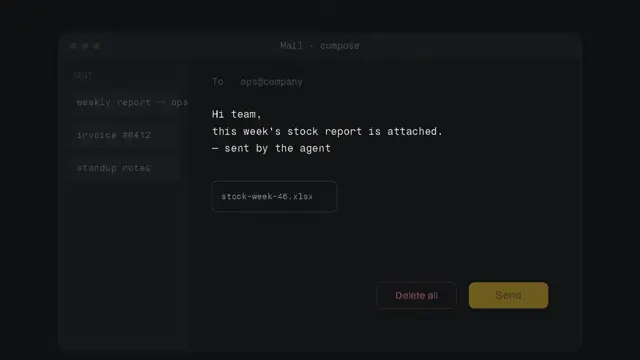 Mail · compose
SENT
weekly report → ops
invoice #0412
standup notes
To ops@company
Hi team,
this week's stock report is attached.
— sent by the agent
stock-week-46.xlsx
Delete all
Send